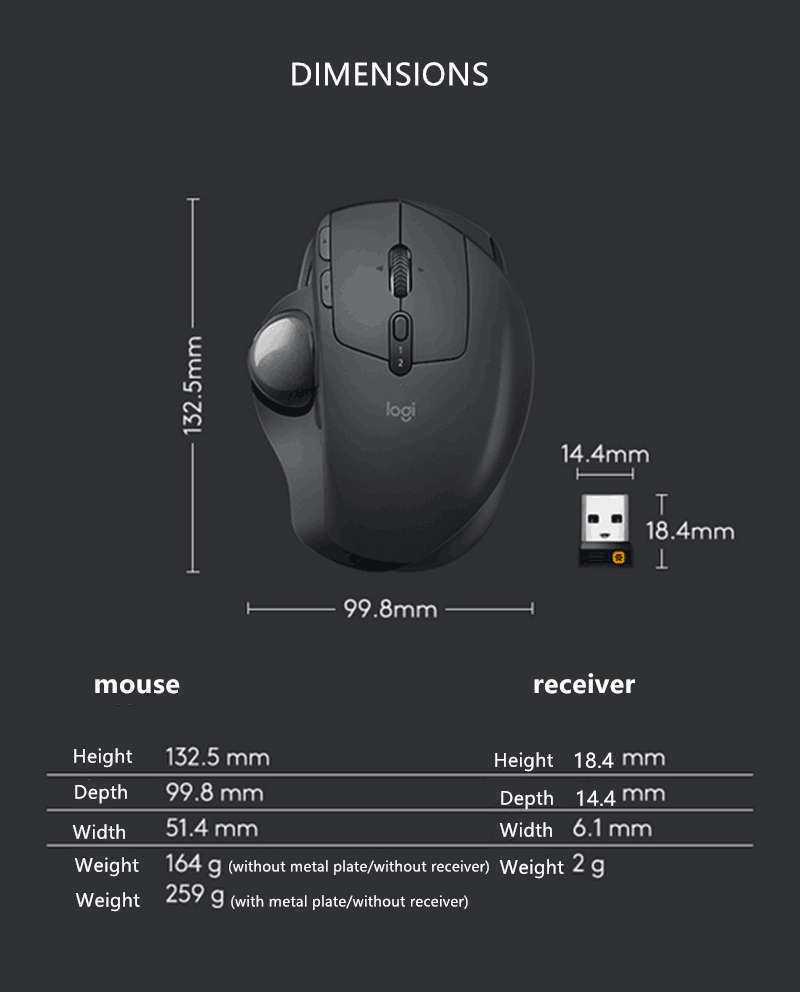 DIMENSIONS
132.5mm
1
2
logi
14.4mm
18.4mm
99.8mm
mouse
receiver
Height 132.5 mm
Height 18.4 mm
Depth 99.8 mm
Depth 14.4 mm
Width 51.4 mm
Width 6.1 mm
Weight 164 g (without metal plate/without receiver)
Weight 2 g
Weight 259 g (with metal plate/without receiver)